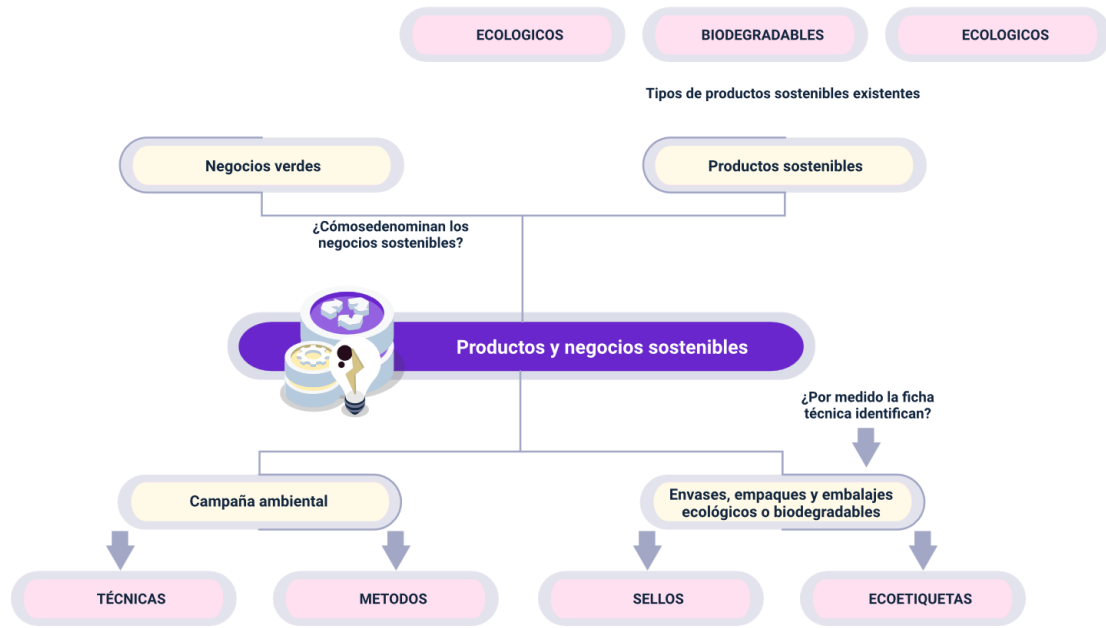 ECOLOGICOS
BIODEGRADABLES
ECOLOGICOS
Tipos de productos sostenibles existentes
Negocios verdes
Productos sostenibles
¿Cómosedenominan los
negocios sostenibles?
Productos y negocios sostenibles
¿Por medido la ficha
técnica identifican?
Campaña ambiental
Envases, empaques y embalajes
ecológicos o biodegradables
TÉCNICAS
METODOS
SELLOS
ECOETIQUETAS